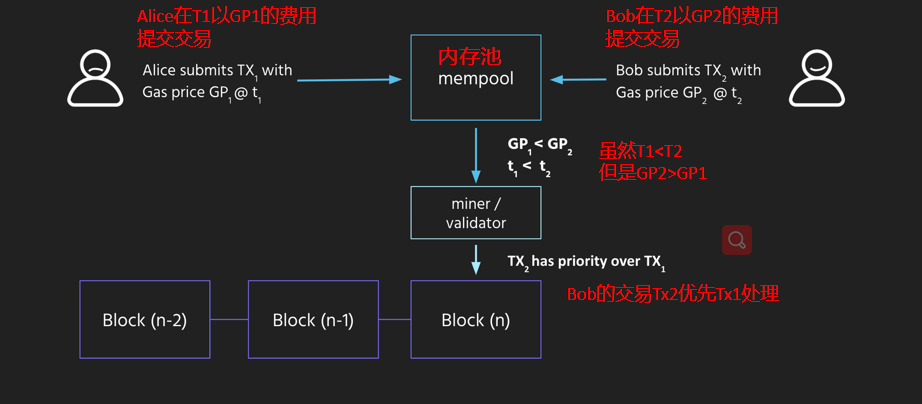 Alice在T1以GP1的费用
提交交易
Bob在T2以GP2的费用
提交交易
Alice submits TX₁ with
Gas price GP₁ @ t₁
内存池
mempool
Bob submits TX₂ with
Gas price GP₂ @ t₂
GP₁ < GP₂
t₁ < t₂
虽然T1<T2
但是GP2>GP1
miner /
validator
TX₂ has priority over TX₁
Bob的交易Tx2优先Tx1处理
Block (n-2)
Block (n-1)
Block (n)